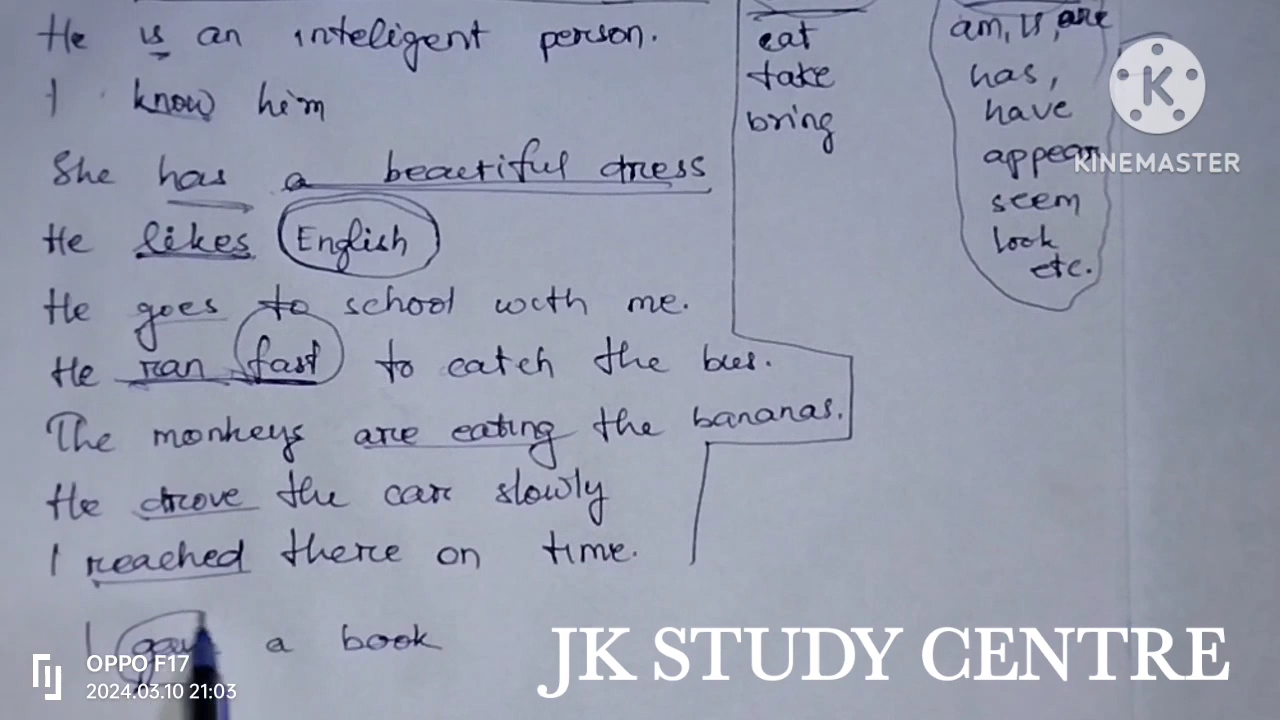 He is an inteligent person.
I know him
She has a beautiful dress
He likes English
He goes to school with me.
He ran fast to catch the bus.
The monkeys are eating the bananas.
He drove the car slowly
I reached there on time.
I a book
eat
take
bring
am, is, are
has,
have
appear
seem
look
etc.
K
KINEMASTER
OPPO F17
2024.03.10 21:03
JK STUDY CENTRE